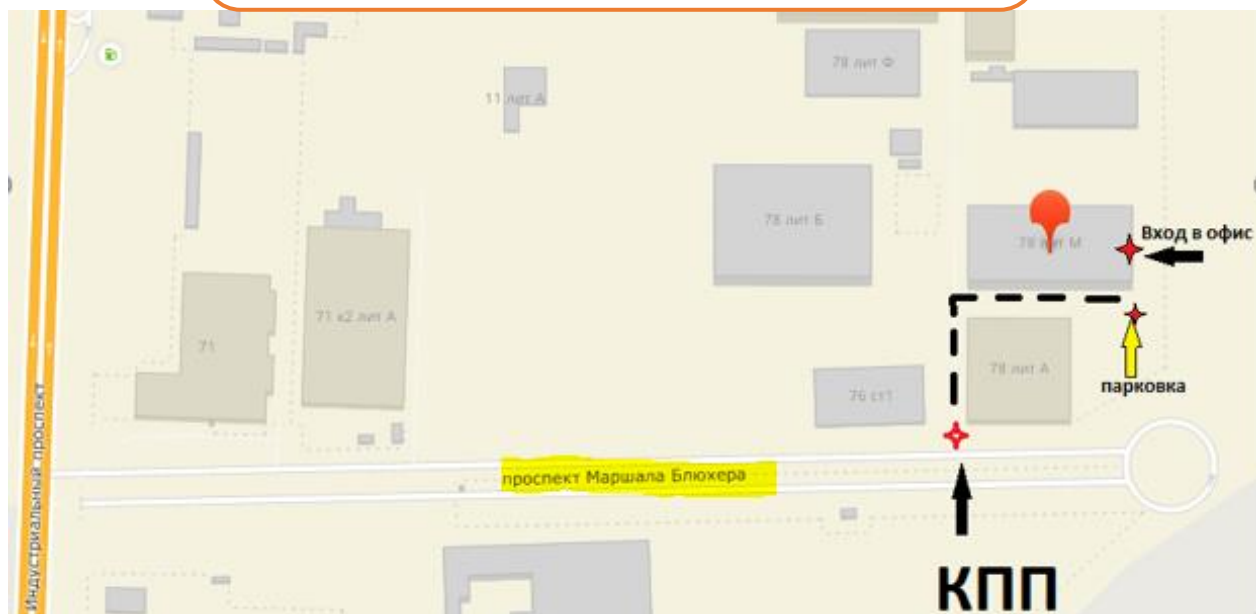 78 лит Ф
11 лит А
78 лит Б
78 лит М
Вход в офис
71 к2 лит А
71
78 лит А
76 ст1
парковка
Индустриальный проспект
проспект Маршала Блюхера
КПП